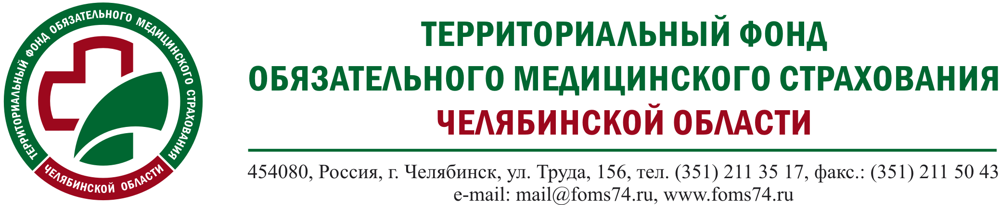 ТЕРРИТОРИАЛЬНЫЙ ФОНД ОБЯЗАТЕЛЬНОГО МЕДИЦИНСКОГО СТРАХОВАНИЯ
ЧЕЛЯБИНСКОЙ ОБЛАСТИ
ТЕРРИТОРИАЛЬНЫЙ ФОНД
ОБЯЗАТЕЛЬНОГО МЕДИЦИНСКОГО СТРАХОВАНИЯ
ЧЕЛЯБИНСКОЙ ОБЛАСТИ
454080, Россия, г. Челябинск, ул. Труда, 156, тел. (351) 211 35 17, факс.: (351) 211 50 43
e-mail: mail@foms74.ru, www.foms74.ru